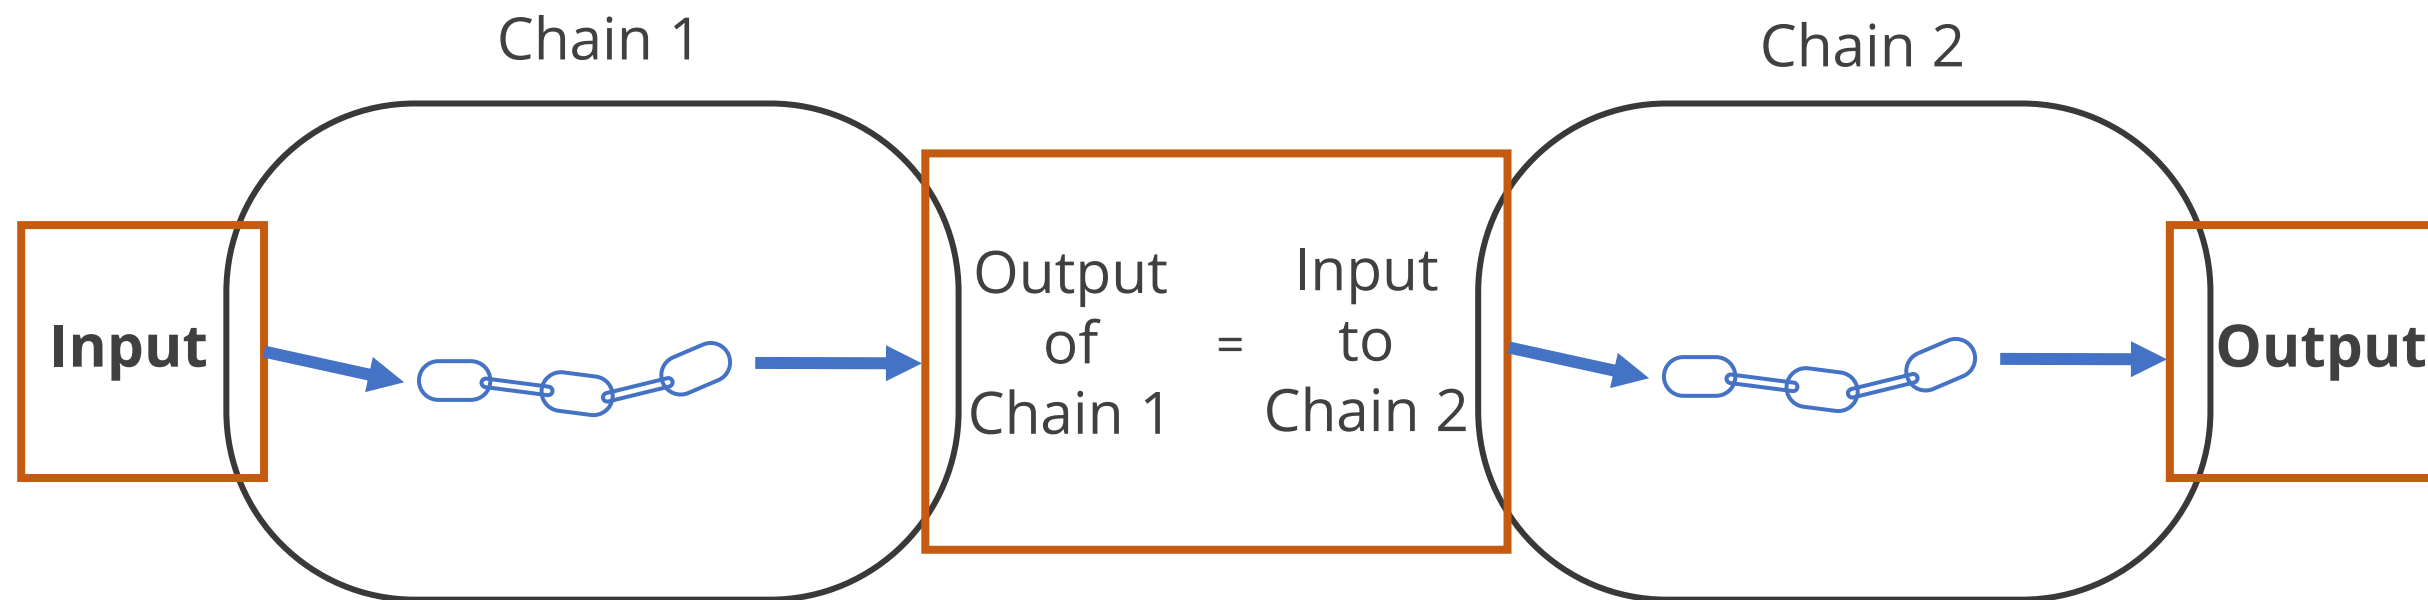 Chain 1
Chain 2
Input
Output
of
Chain 1
=
Input
to
Chain 2
Output